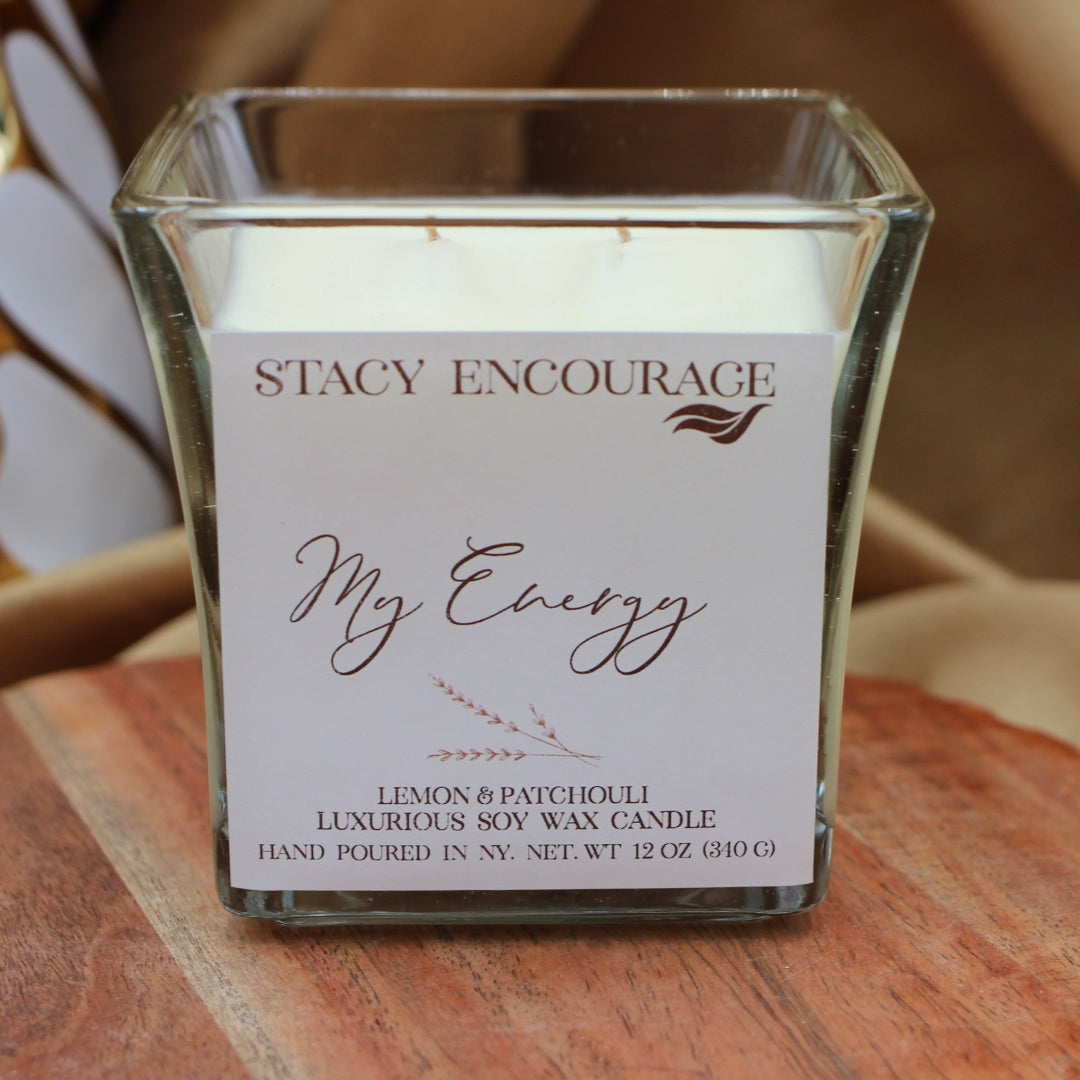 STACY ENCOURAGE
My Energy
LEMON & PATCHOULI
LUXURIOUS SOY WAX CANDLE
HAND POURED IN NY. NET. WT 12 OZ (340 G)